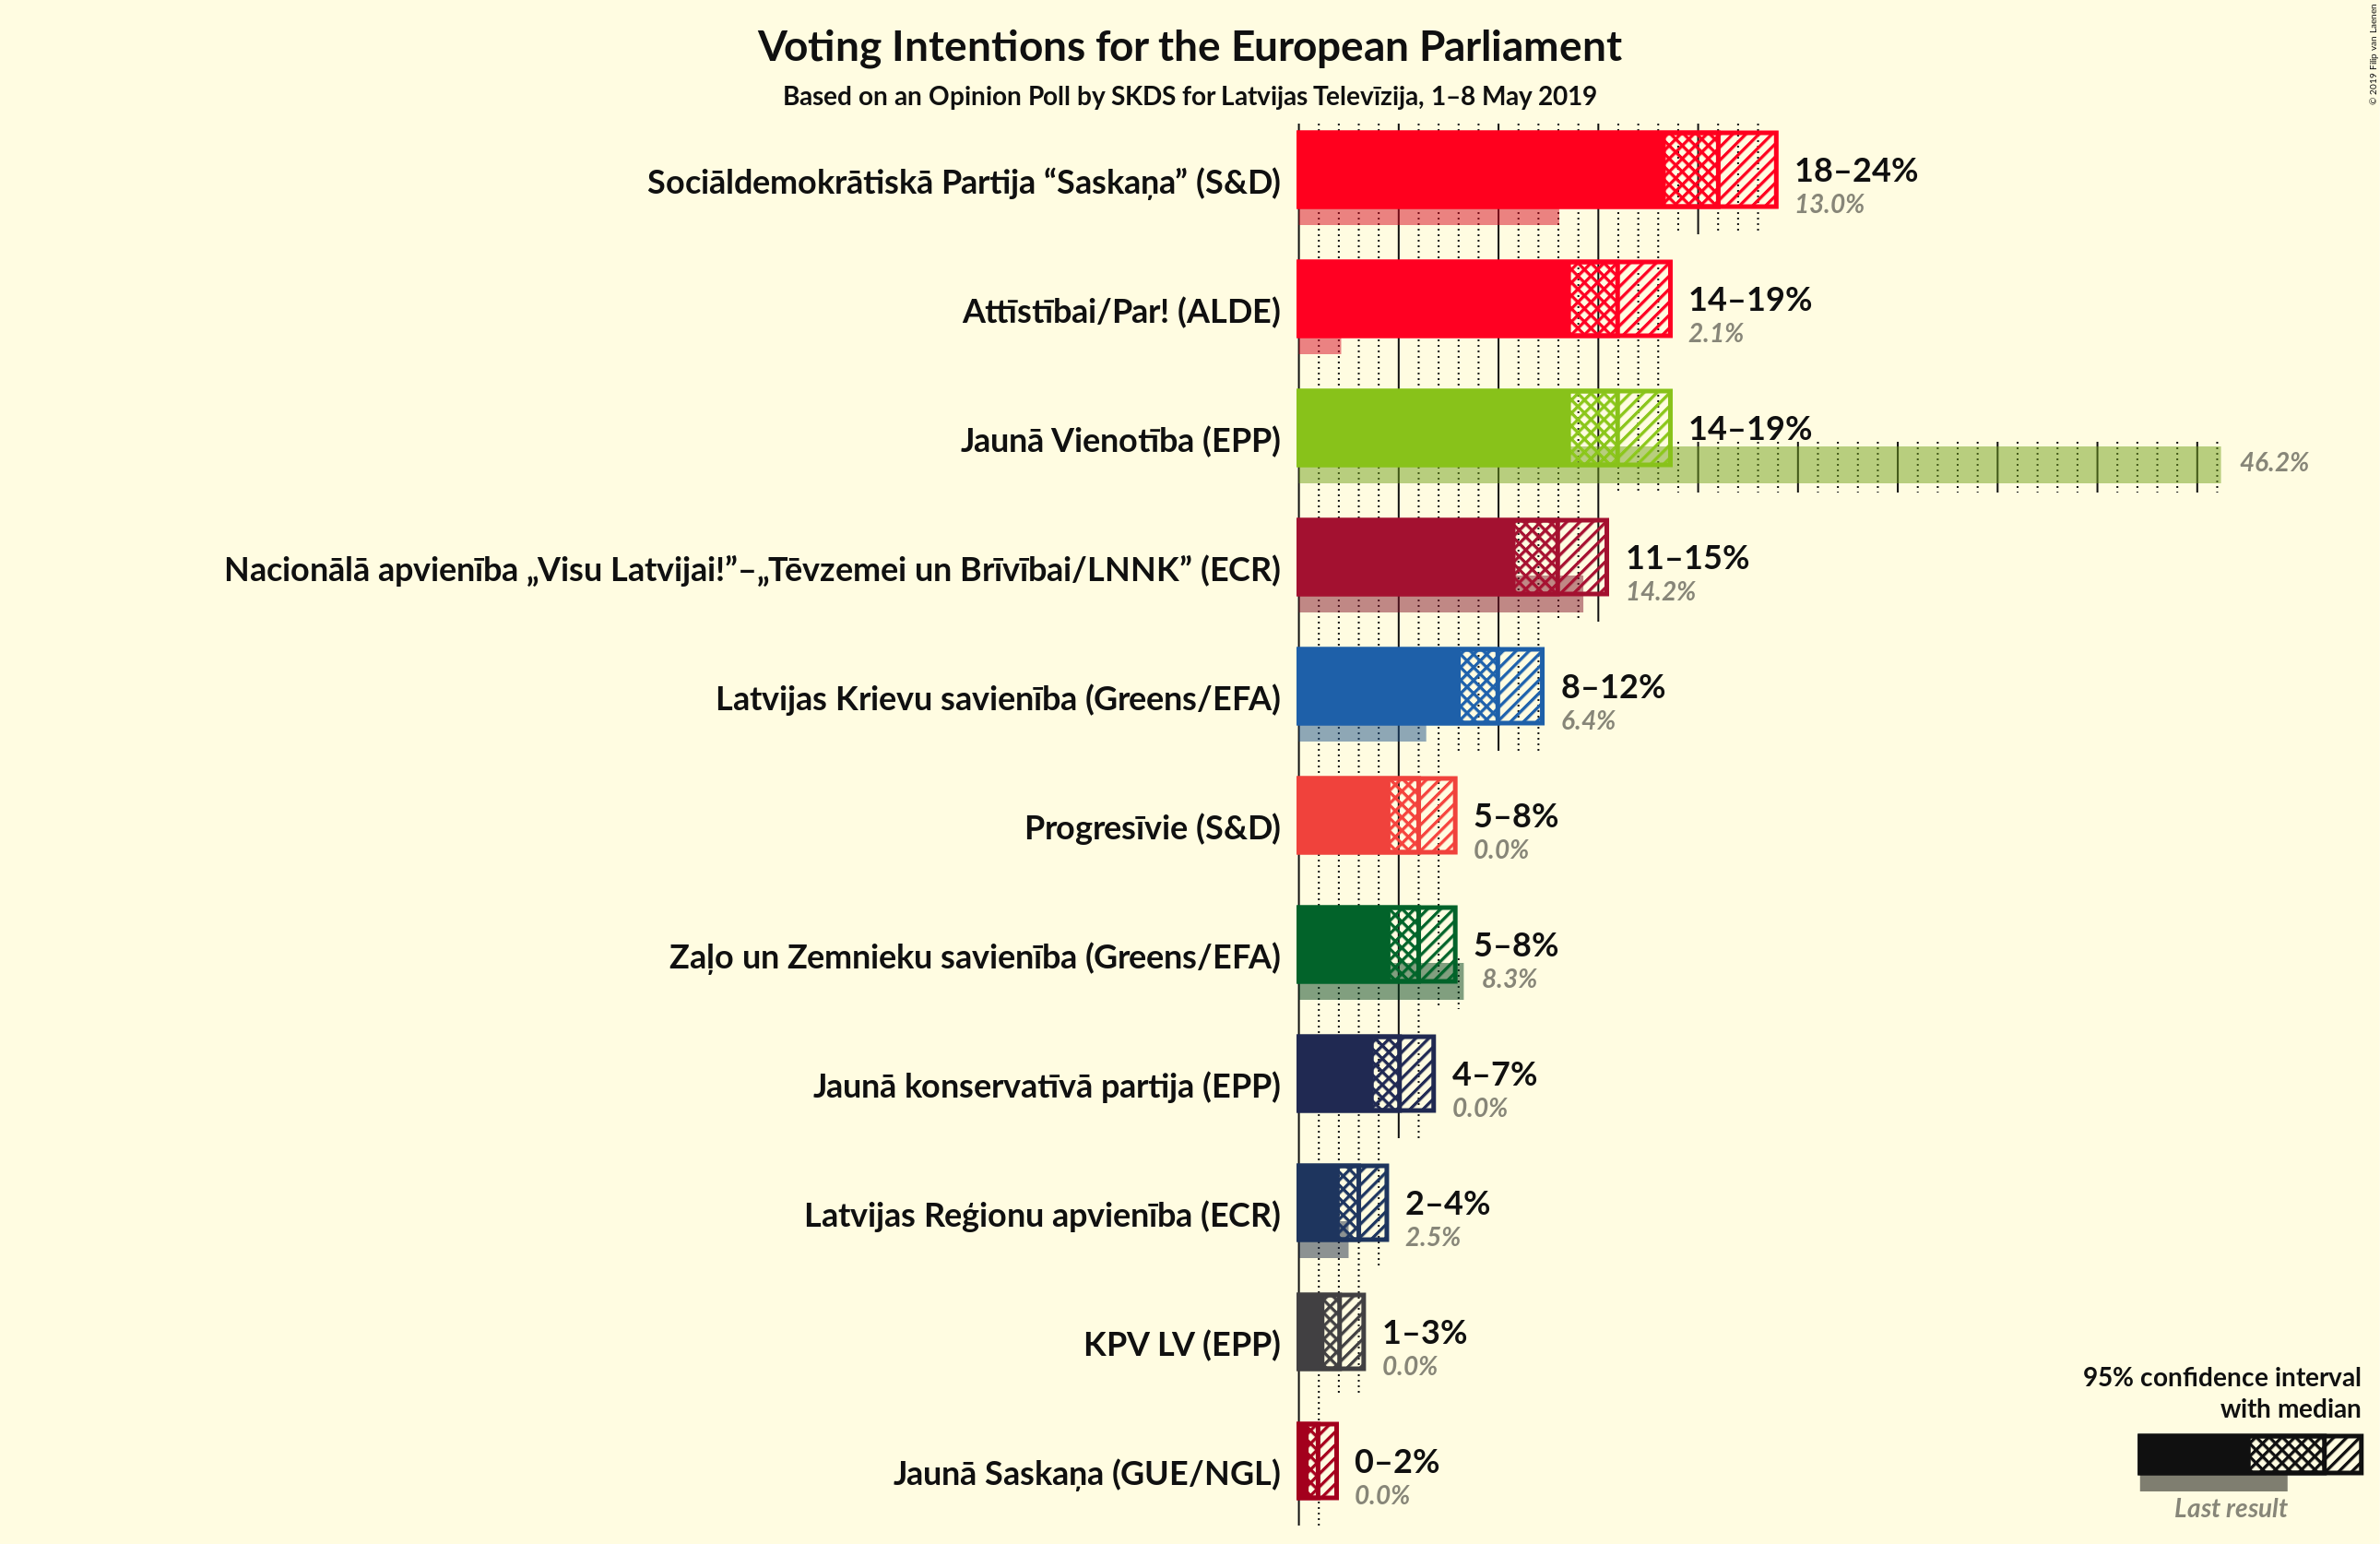 Voting Intentions for the European Parliament
Based on an Opinion Poll by SKDS for Latvijas Televīzija, 1–8 May 2019
© 2019 Filip van Laenen
Sociāldemokrātiskā Partija “Saskaņa” (S&D)
18–24%
13.0%
Attīstībai/Par! (ALDE)
14–19%
2.1%
Jaunā Vienotība (EPP)
14–19%
46.2%
Nacionālā apvienība „Visu Latvijai!”–„Tēvzemei un Brīvībai/LNNK” (ECR)
11–15%
14.2%
Latvijas Krievu savienība (Greens/EFA)
8–12%
6.4%
Progresīvie (S&D)
5–8%
0.0%
Zaļo un Zemnieku savienība (Greens/EFA)
5–8%
8.3%
Jaunā konservatīvā partija (EPP)
4–7%
0.0%
Latvijas Reģionu apvienība (ECR)
2–4%
2.5%
KPV LV (EPP)
1–3%
0.0%
Jaunā Saskaņa (GUE/NGL)
0–2%
0.0%
95% confidence interval
with median
Last result